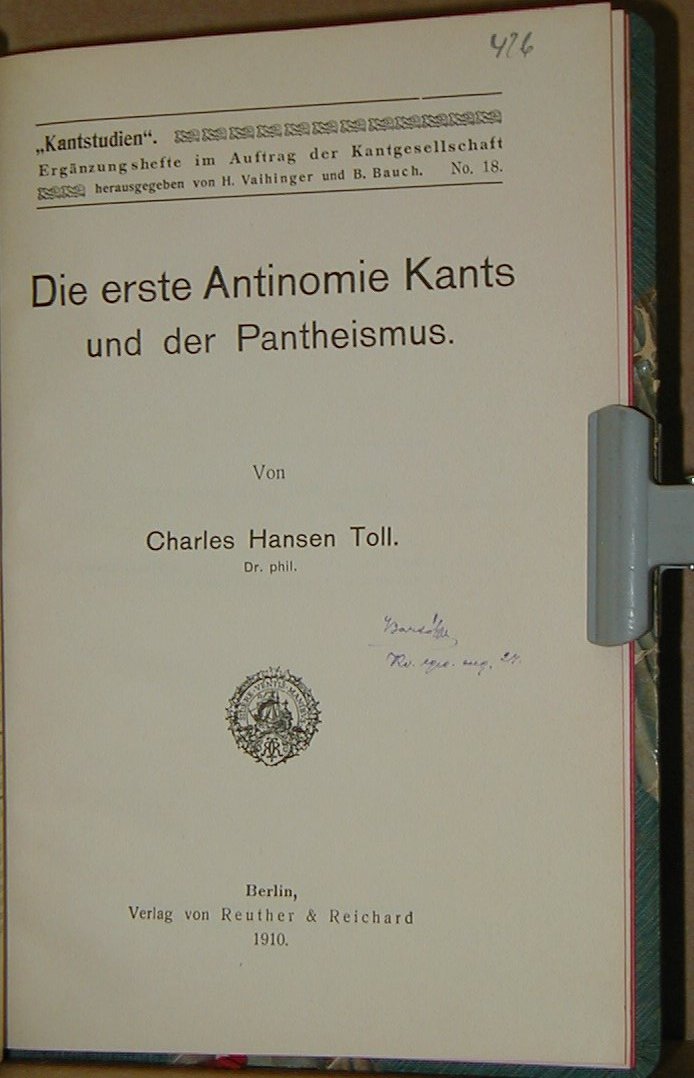 426
„Kantstudien“.
Ergänzungshefte im Auftrag der Kantgesellschaft
herausgegeben von H. Vaihinger und B. Bauch. No. 18.
Die erste Antinomie Kants
und der Pantheismus.
Von
Charles Hansen Toll.
Dr. phil.
Berlin,
Verlag von Reuther & Reichard
1910.